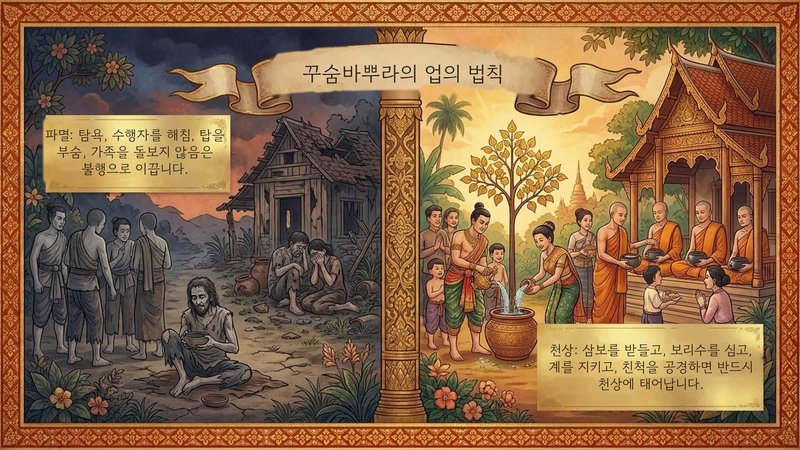 꾸숨바뿌라의 업의 법칙
파멸: 탐욕, 수행자를 해침, 탑을
부숨, 가족을 돌보지 않음은
불행으로 이끕니다.
천상: 삼보를 받들고, 보리수를 심고,
계를 지키고, 친척을 공경하면 반드시
천상에 태어납니다.